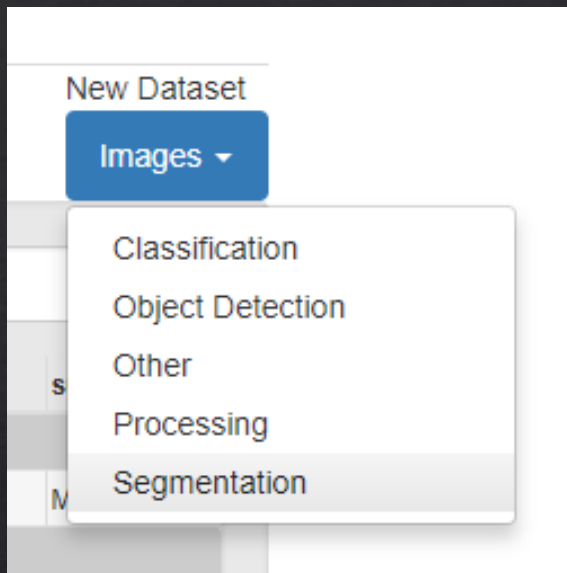 New Dataset
Images
Classification
Object Detection
Other
Processing
Segmentation